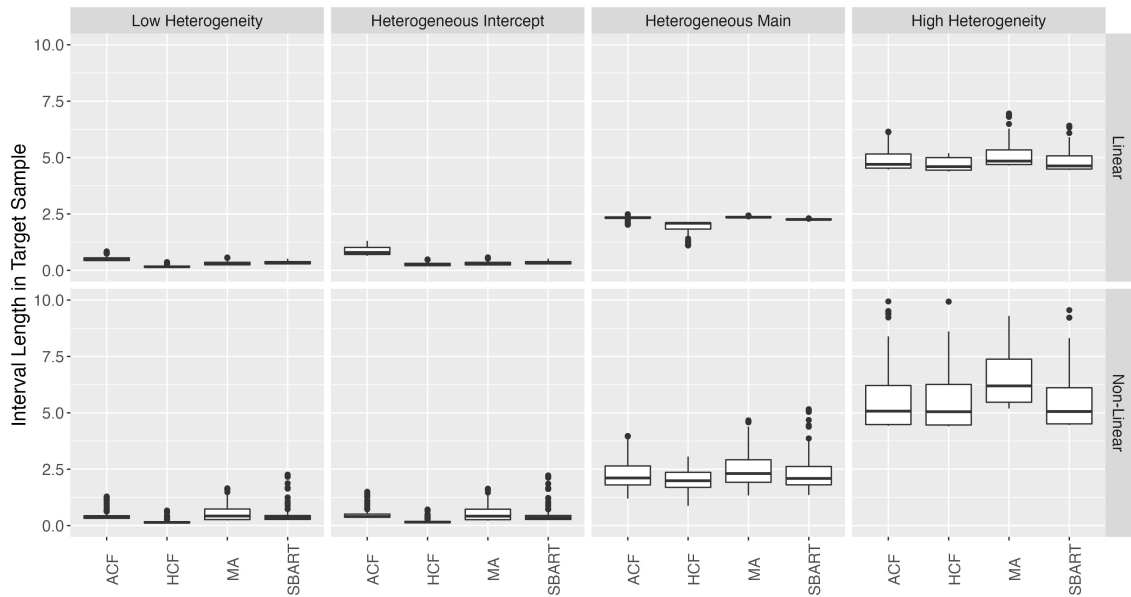 Low Heterogeneity
Heterogeneous Intercept
Heterogeneous Main
High Heterogeneity
Interval Length in Target Sample
10.0
7.5
5.0
2.5
0.0
Linear
10.0
7.5
5.0
2.5
0.0
Non-Linear
ACF
HCF
MA
SBART
ACF
HCF
MA
SBART
ACF
HCF
MA
SBART
ACF
HCF
MA
SBART